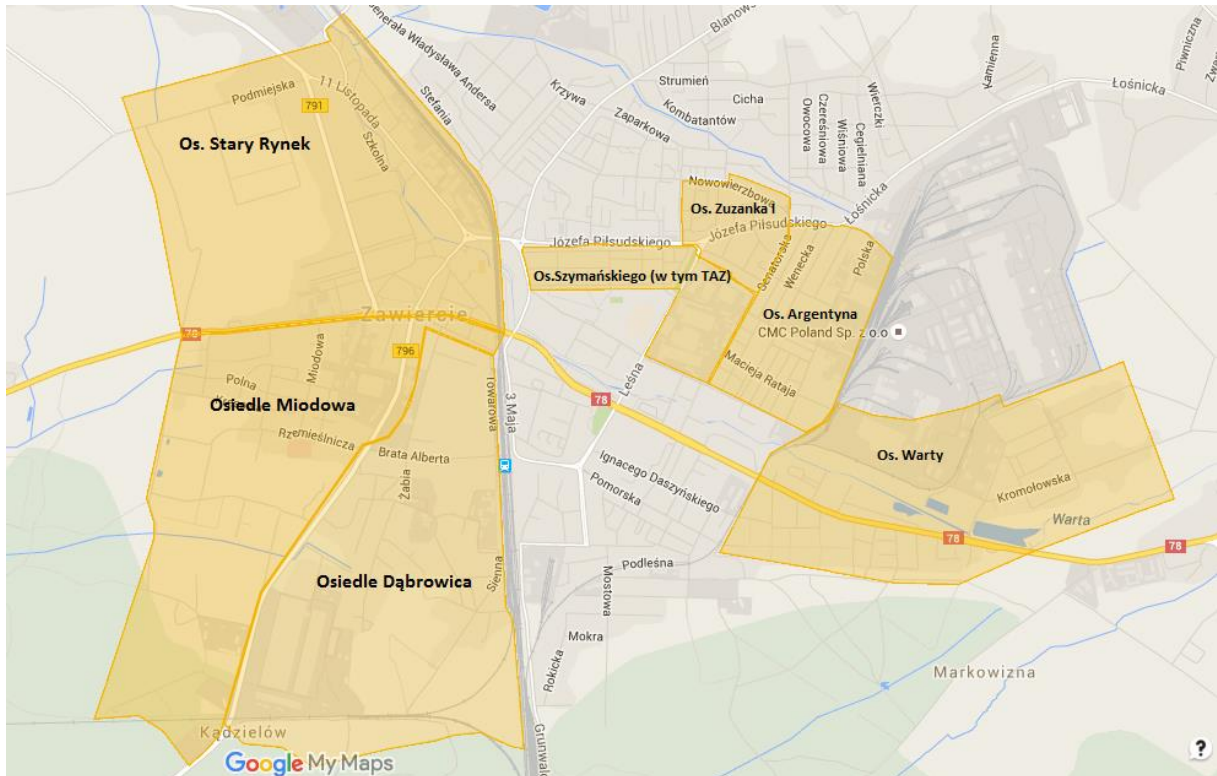 Generała Władysława Andersa
Blanows
Piwniczna
Kamienna
Łośnicka
Podmiejska
11 Listopada
Stefania
Krzywa
Strumień
Cicha
Wierczki
791
Szkolna
Zaparkowa
Kombatantów
Owocowa
Czereśniowa
Wiśniowa
Cegielniana
Os. Stary Rynek
Nowowierzbowa
Os. Zuzanka I
Łośnicka
Józefa Piłsudskiego
Józefa Piłsudskiego
Senatorska
Wenecka
Polska
Os.Szymańskiego (w tym TAZ)
Zawiercie
Os. Argentyna
CMC Poland Sp. z o.o
78
796
Miodowa
Macieja Rataja
Polna
Osiedle Miodowa
Towarowa
3 Maja
Leśna
78
Rzemieślnicza
Brata Alberta
Żabia
Ignacego Daszyńskiego
Pomorska
Os. Warty
Kromołowska
Warta
78
78
Podleśna
Osiedle Dąbrowica
Sienna
Mostowa
Mokra
Rokicka
Markowizna
Kądzielów
Grunwald
Google My Maps
?